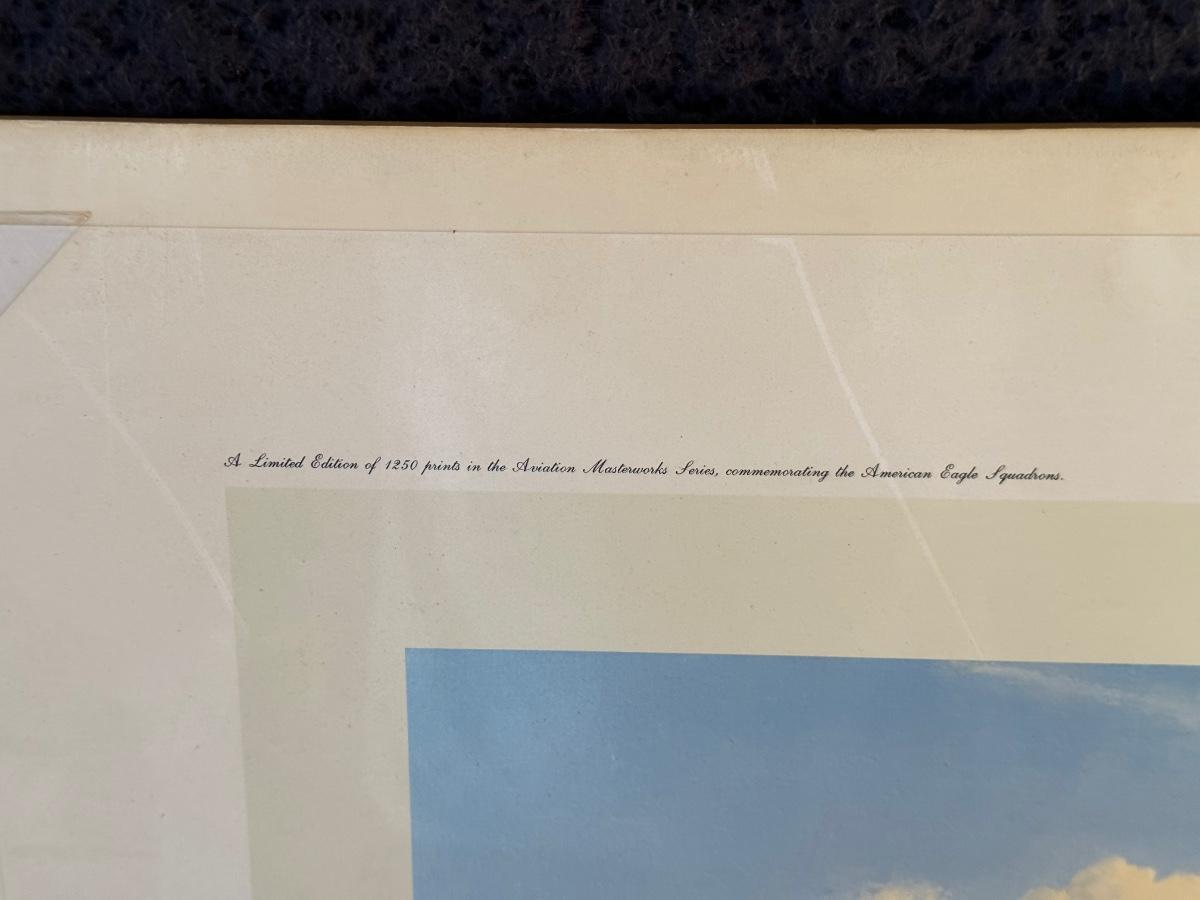 A Limited Edition of 1250 prints in the Aviation Masterworks Series, commemorating the American Eagle Squadrons.